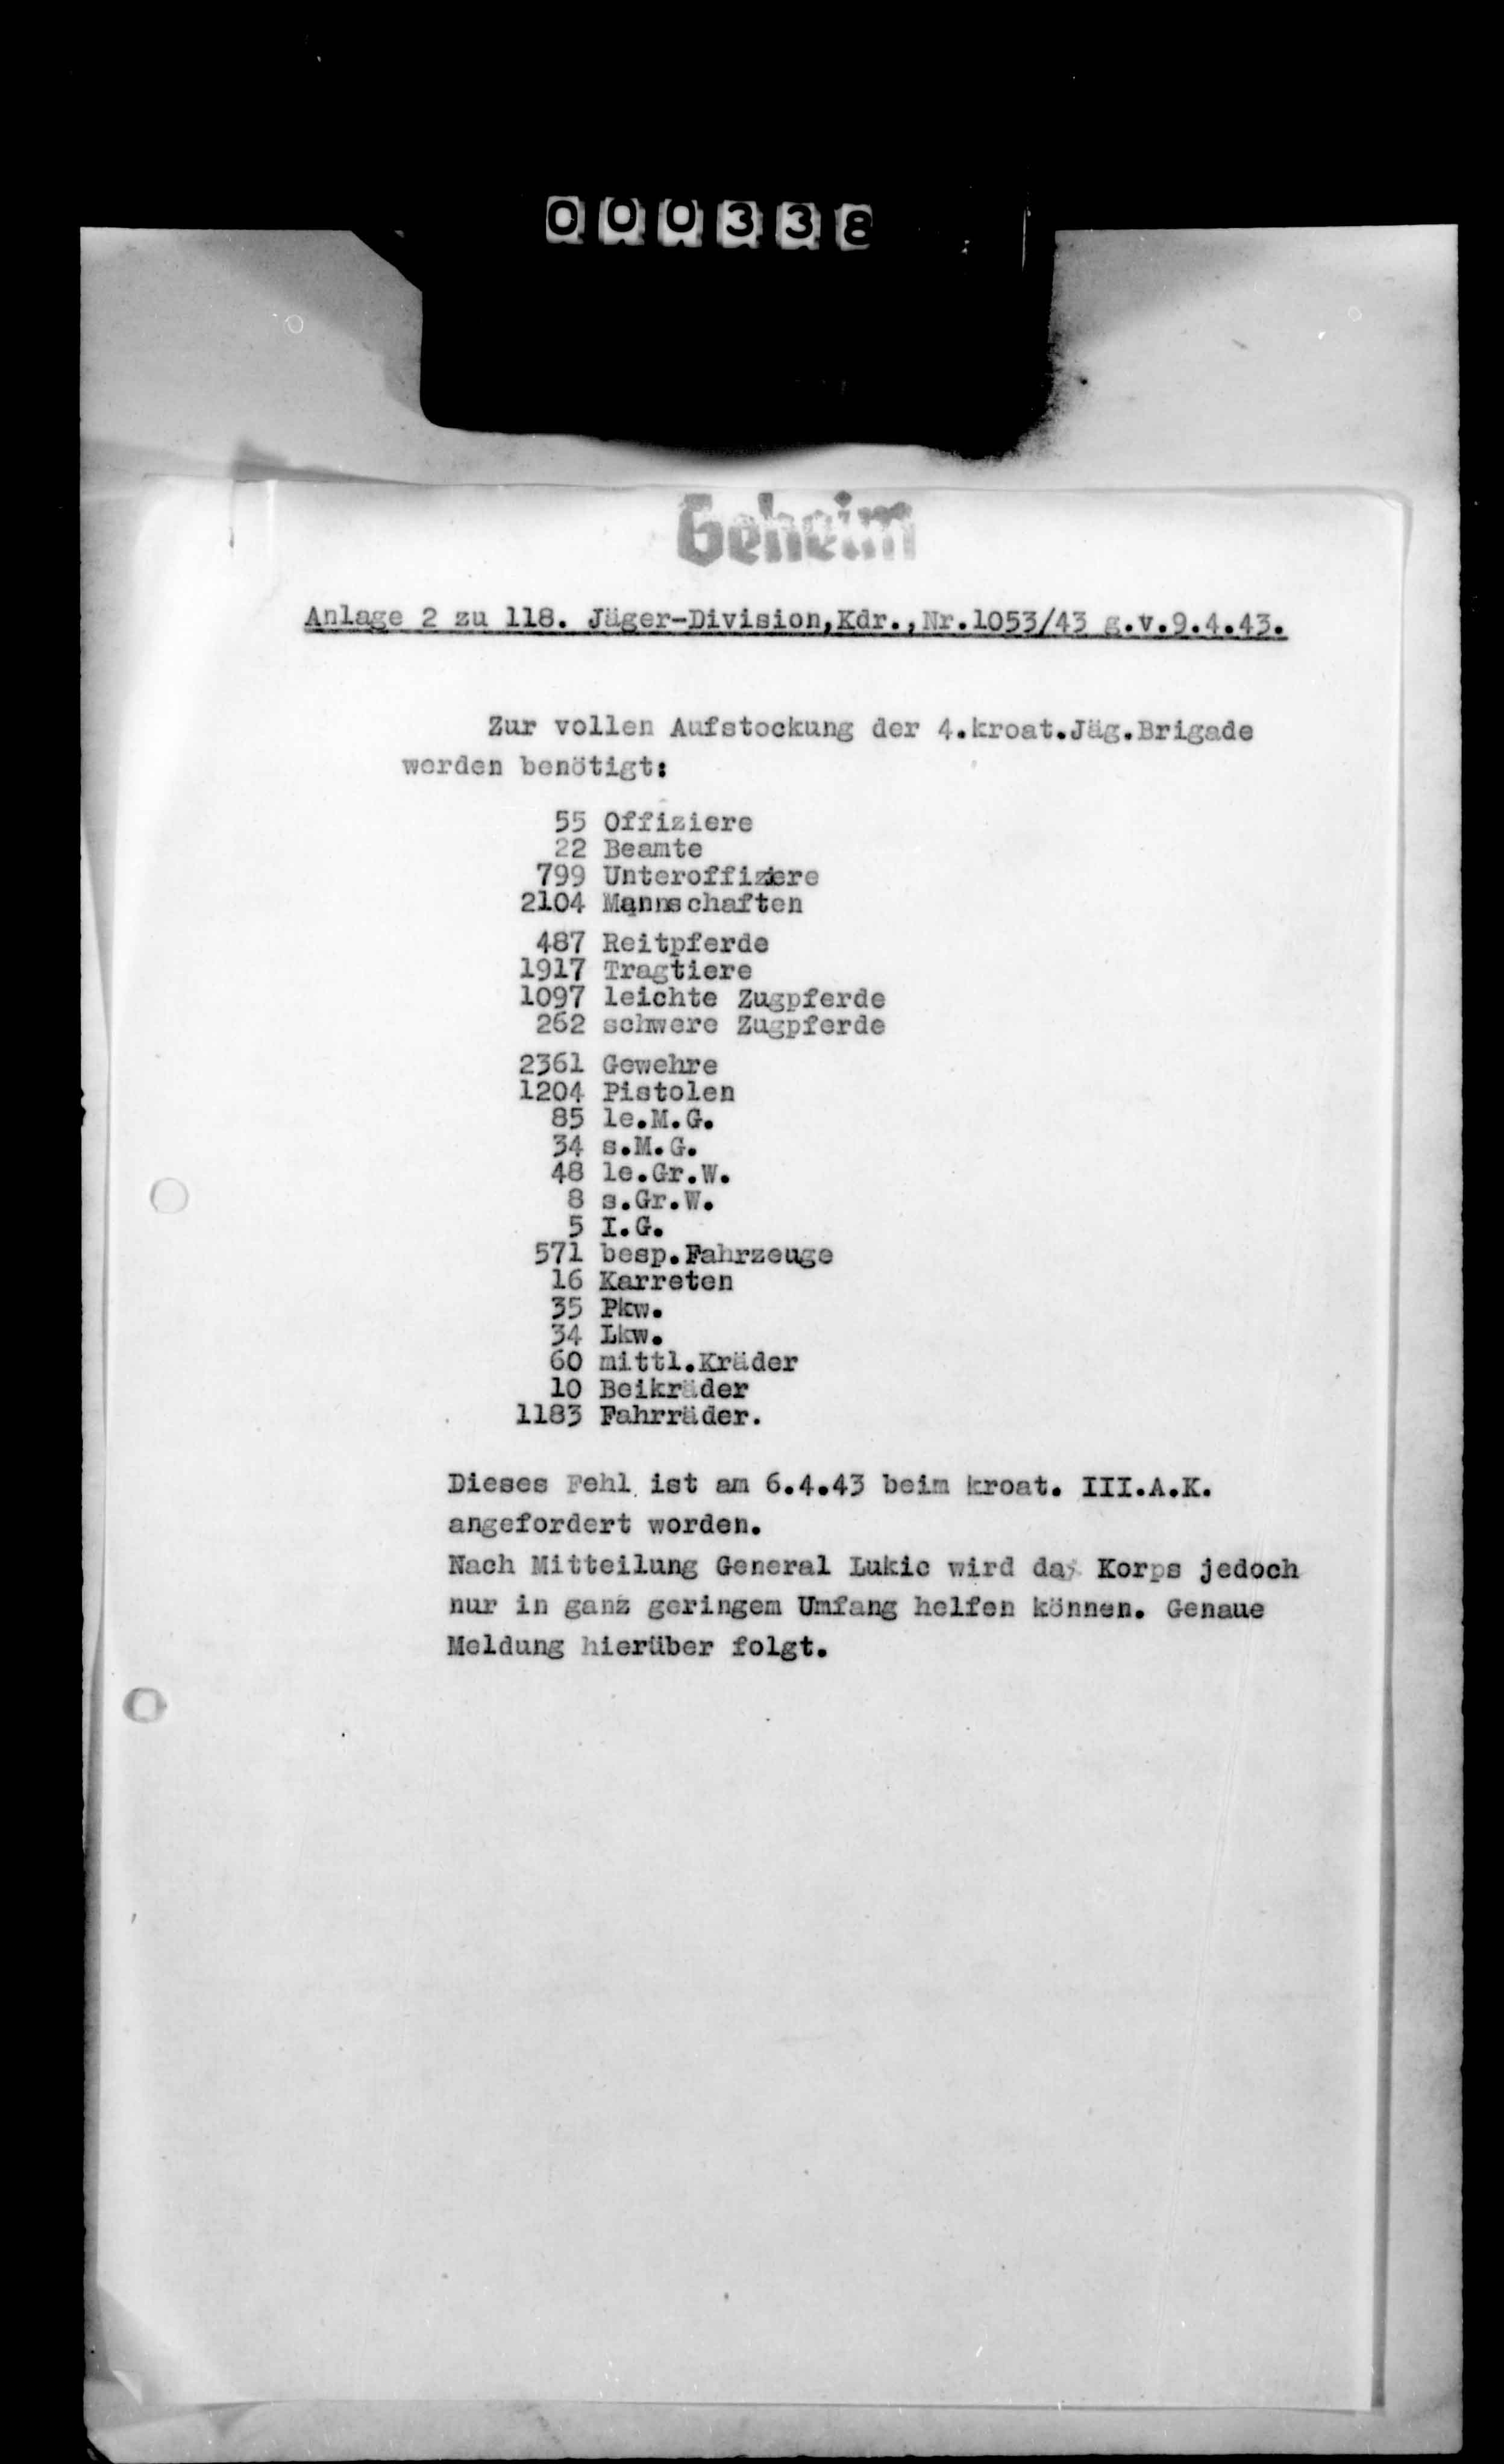 000338
Geheim
Anlage 2 zu 118. Jäger-Division,Kdr.,Nr.1053/43 g.v.9.4.43.
Zur vollen Aufstockung der 4.kroat.Jäg.Brigade
werden benötigt:
55 Offiziere
22 Beamte
799 Unteroffiziere
2104 Mannschaften
487 Reitpferde
1917 Tragtiere
1097 leichte Zugpferde
262 schwere Zugpferde
2361 Gewehre
1204 Pistolen
85 le.M.G.
34 s.M.G.
48 le.Gr.W.
8 s.Gr.W.
5 I.G.
571 besp.Fahrzeuge
16 Karreten
35 Pkw.
34 Lkw.
60 mittl.Kräder
10 Beikräder
1183 Fahrräder.
Dieses Fehl ist am 6.4.43 beim kroat. III.A.K.
angefordert worden.
Nach Mitteilung General Lukic wird das Korps jedoch
nur in ganz geringem Umfang helfen können. Genaue
Meldung hierüber folgt.